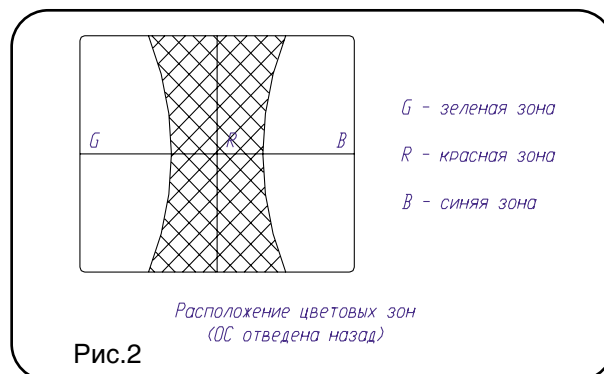 G R B
G - зеленая зона
R - красная зона
B - синяя зона
Расположение цветовых зон
(ОС отведена назад)
Рис.2